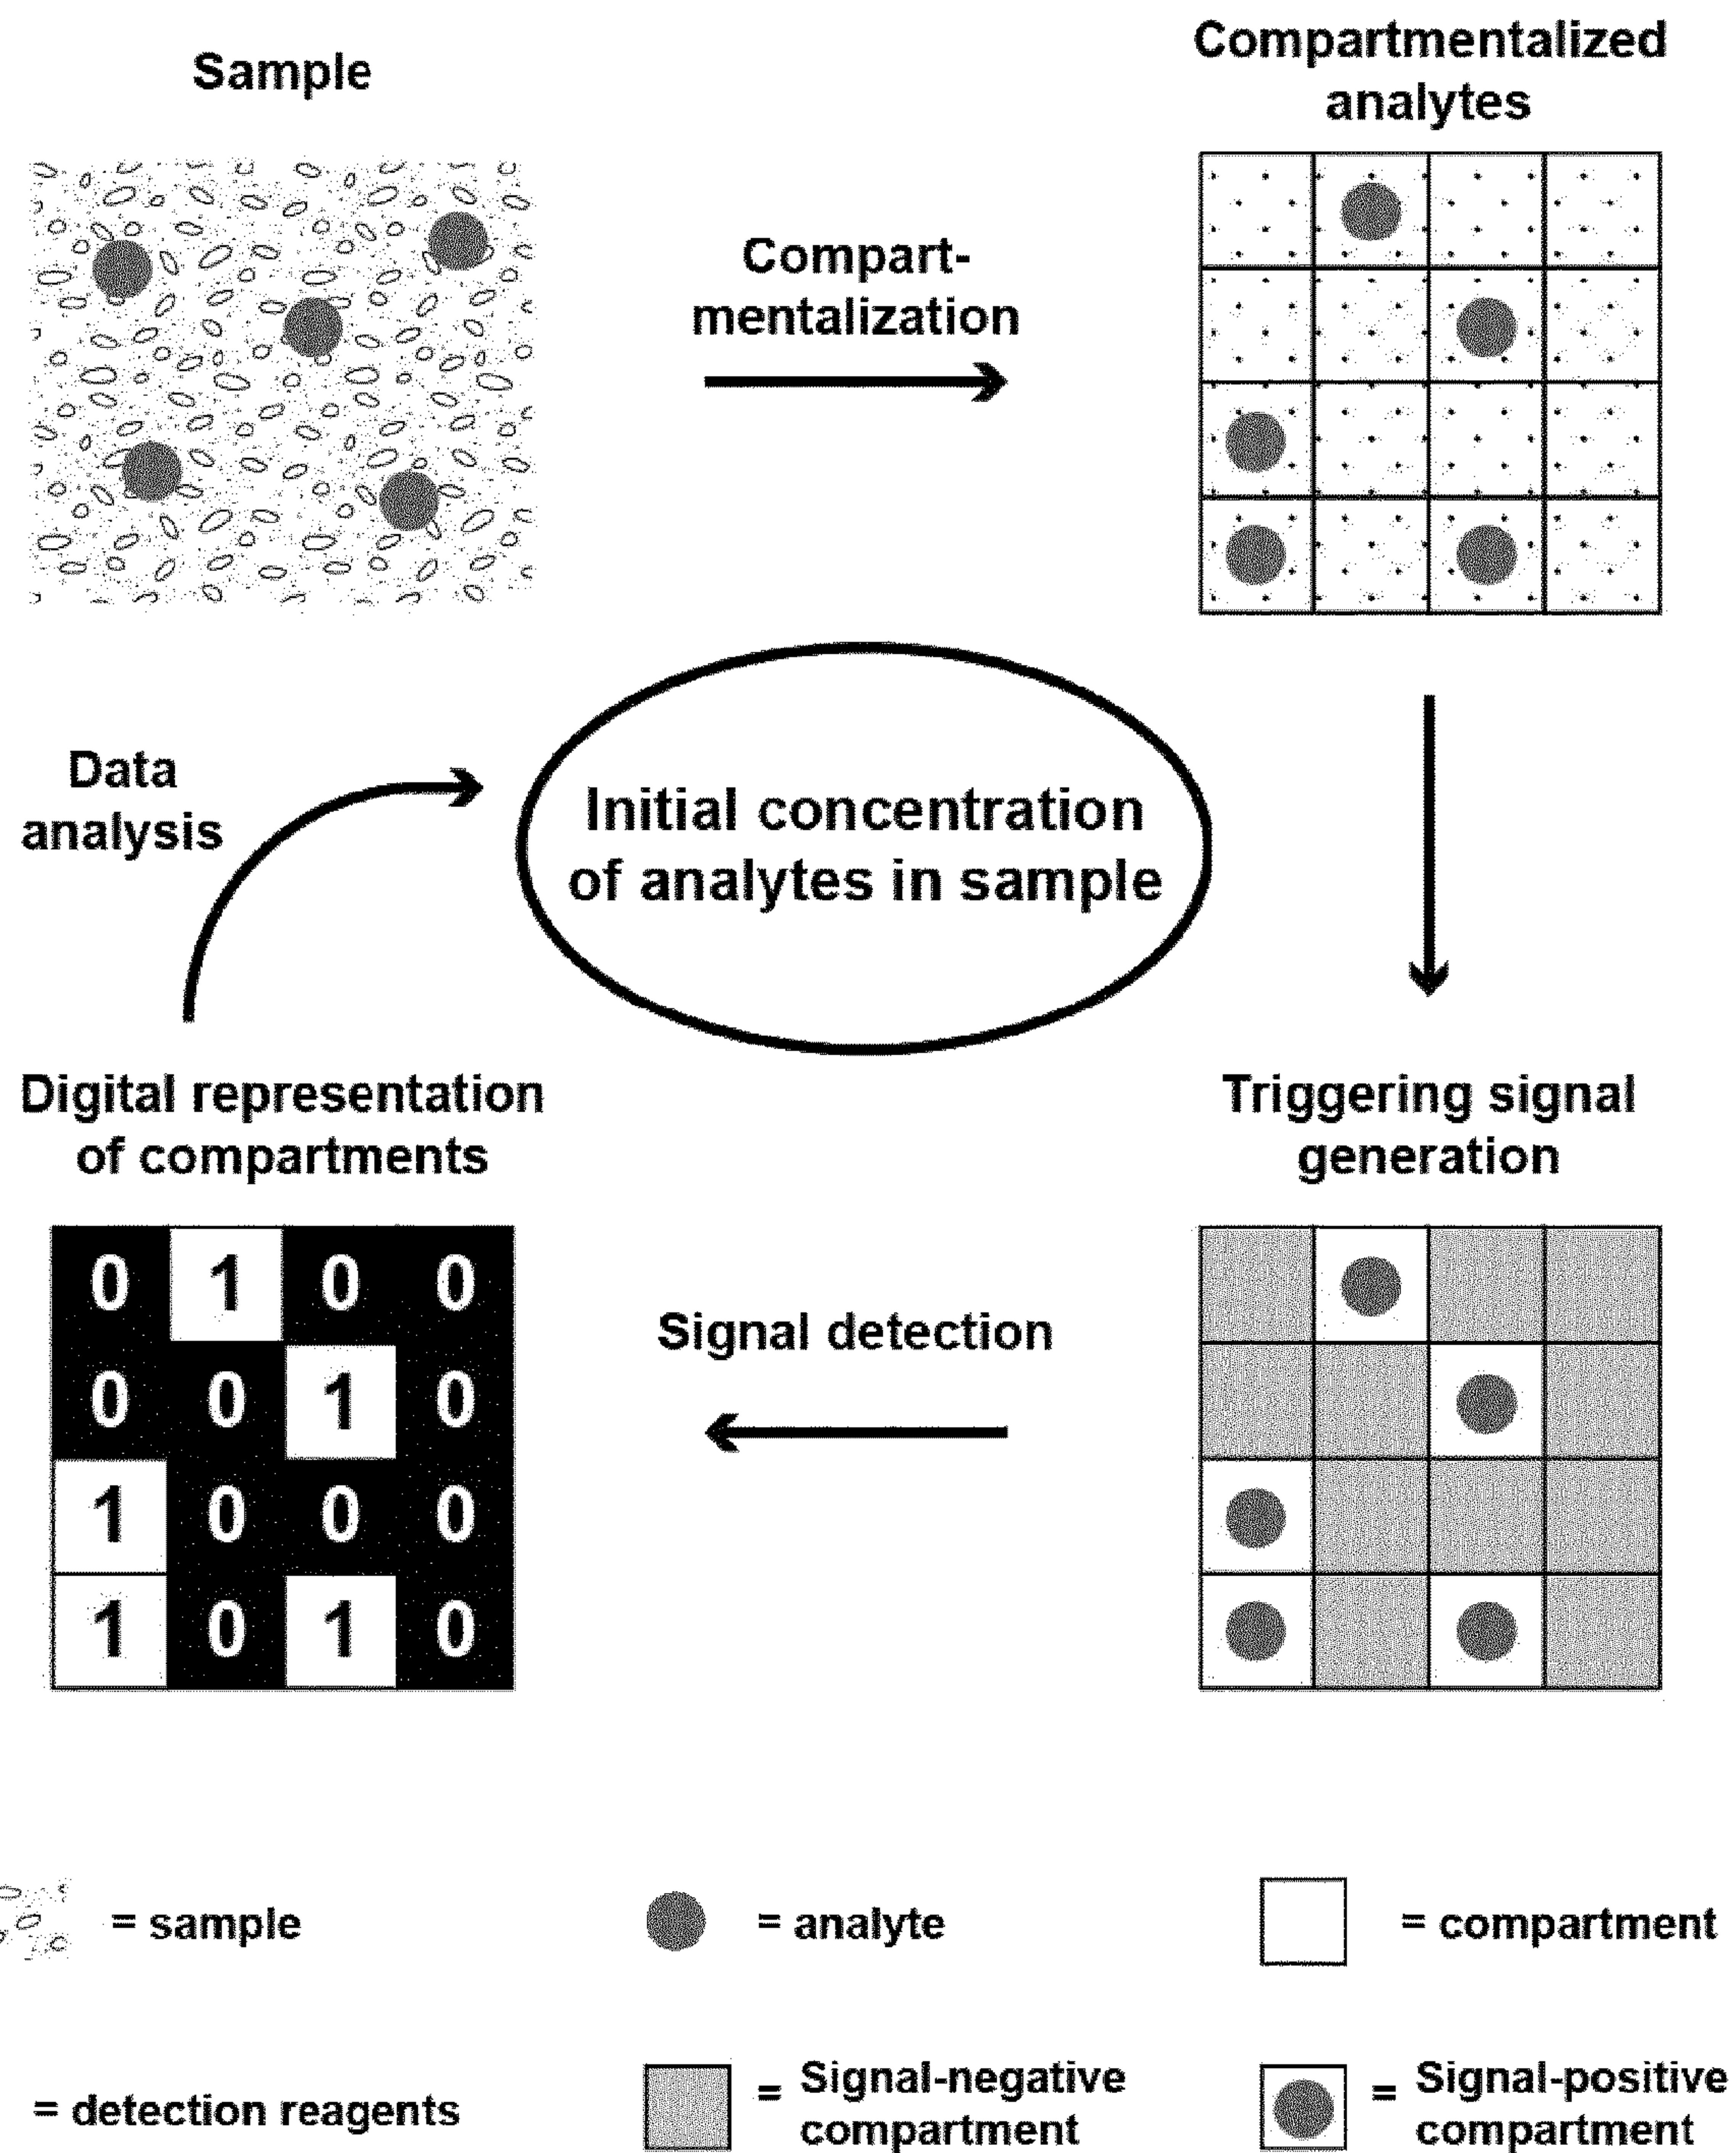 Sample
Compartmentalized
analytes
Compart-
mentalization
Data
analysis
Initial concentration
of analytes in sample
Digital representation
of compartments
Triggering signal
generation
0 1 0 0
0 0 1 0
1 0 0 0
1 0 1 0
Signal detection
= sample
= analyte
= compartment
= detection reagents
= Signal-negative
compartment
= Signal-positive
compartment